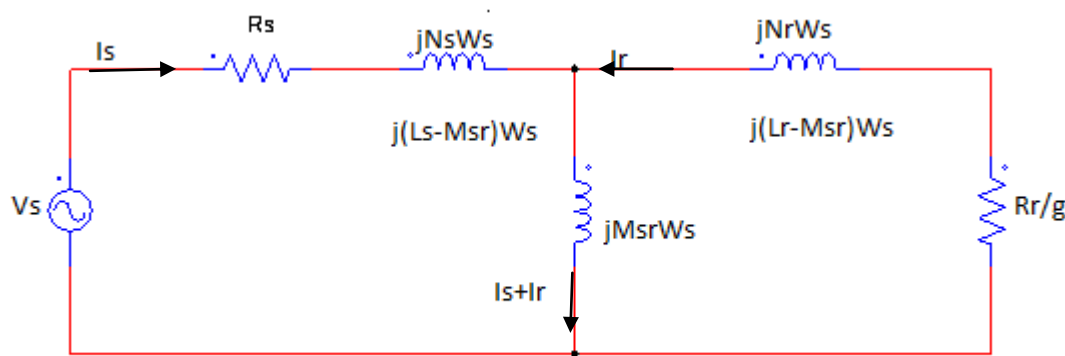 Rs
Is
jNsWs
Ir
jNrWs
j(Ls-Msr)Ws
j(Lr-Msr)Ws
Vs
jMsrWs
Rr/g
Is+Ir